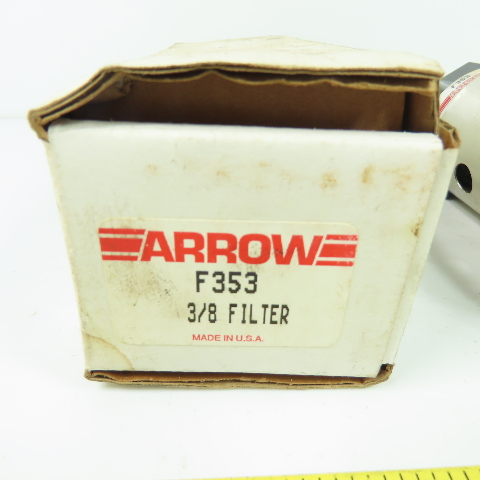 ARROW
F353
3/8 FILTER
MADE IN U.S.A.